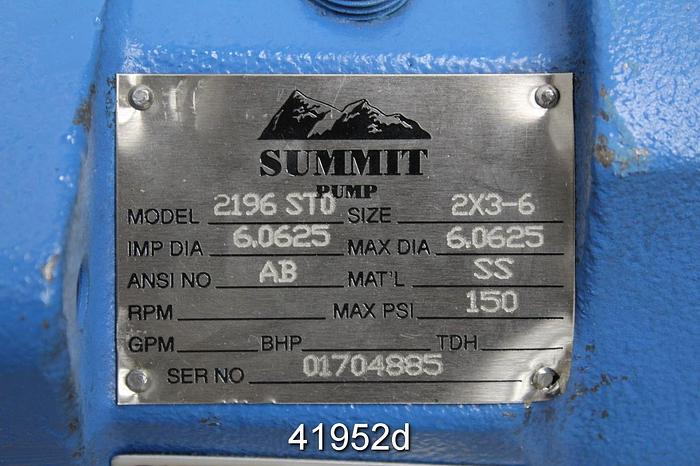 SUMMIT
PUMP
MODEL 2196 STO SIZE 2X3-6
IMP DIA 6.0625 MAX DIA 6.0625
ANSI NO AB MAT'L SS
RPM MAX PSI 150
GPM BHP TDH
SER NO 01704885
41952d